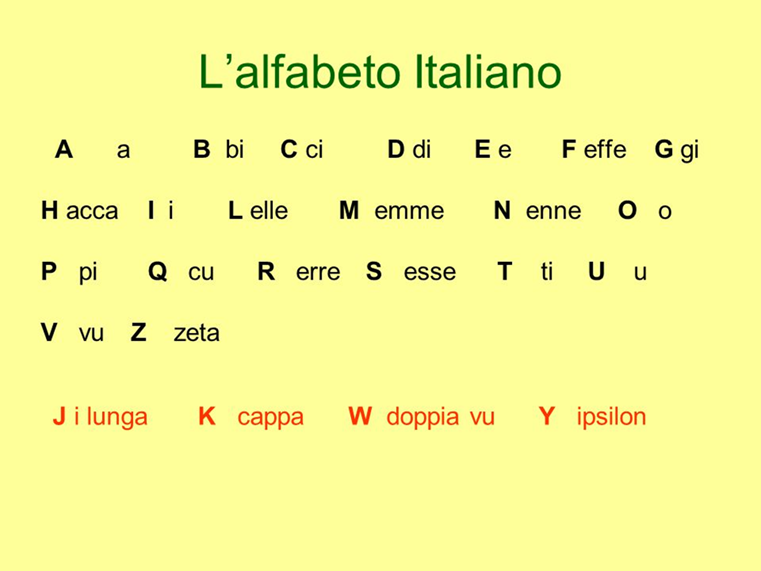 L’alfabeto Italiano
A a B bi C ci D di E e F effe G gi
H acca I i L elle M emme N enne O o
P pi Q cu R erre S esse T ti U u
V vu Z zeta
J i lunga K cappa W doppia vu Y ipsilon